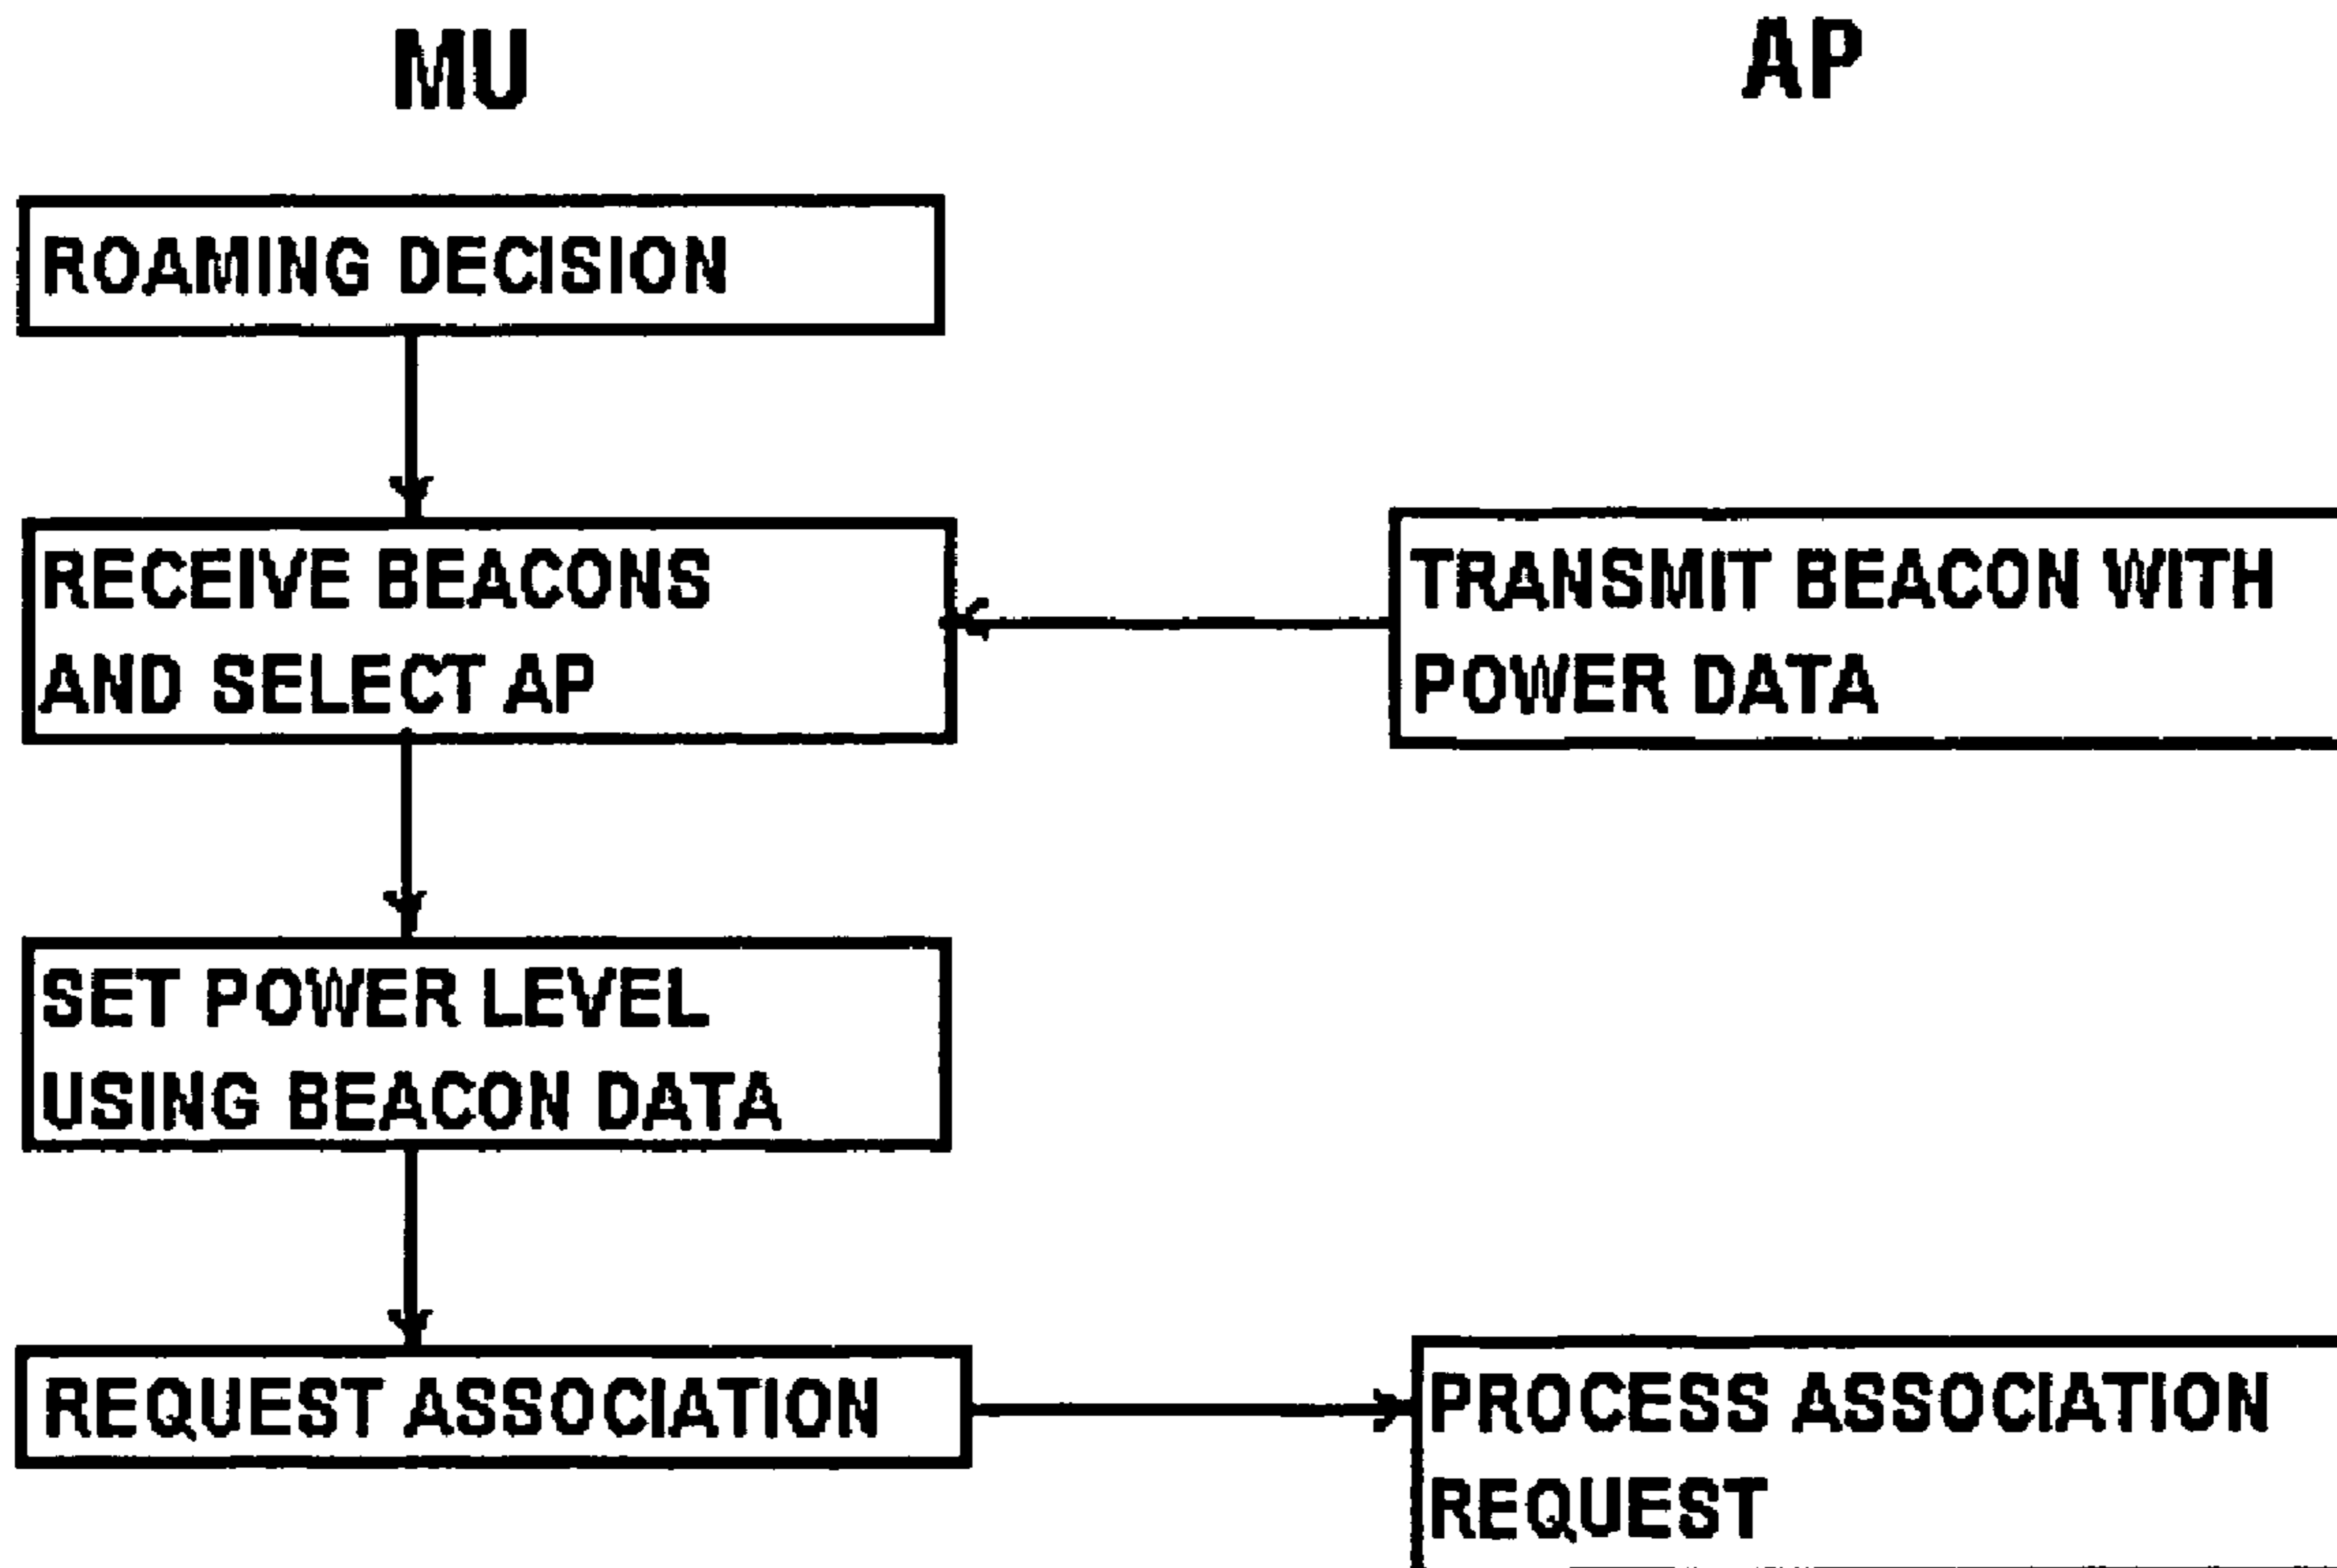 MU
AP
ROAMING DECISION
RECEIVE BEACONS
AND SELECT AP
TRANSMIT BEACON WITH
POWER DATA
SET POWER LEVEL
USING BEACON DATA
REQUEST ASSOCIATION
PROCESS ASSOCIATION
REQUEST